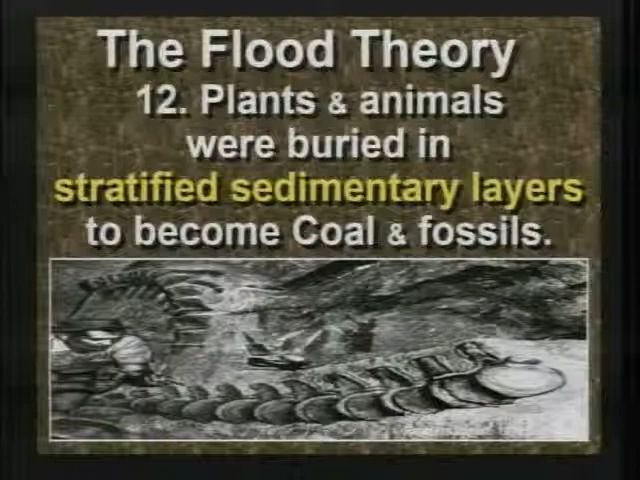 The Flood Theory
12. Plants & animals
were buried in
stratified sedimentary layers
to become Coal & fossils.